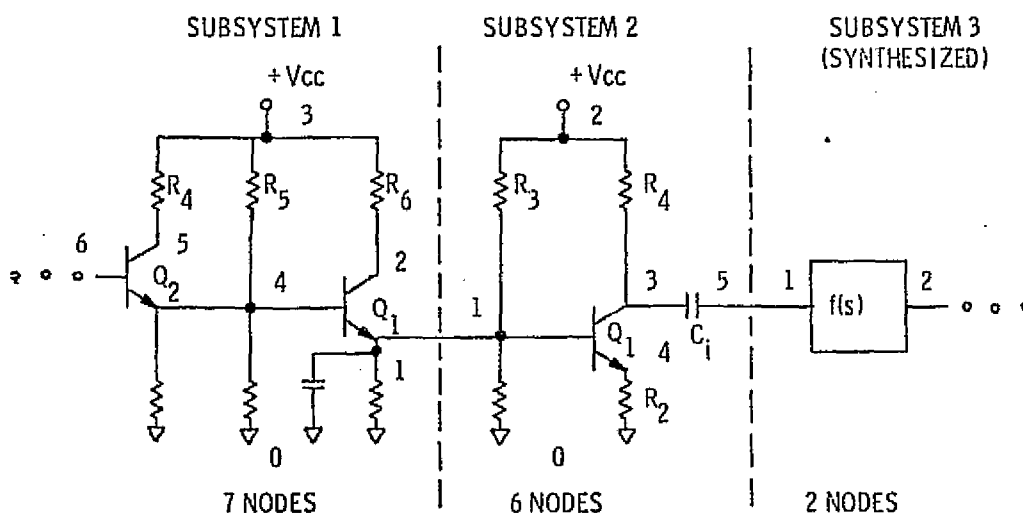 SUBSYSTEM 1
SUBSYSTEM 2
SUBSYSTEM 3
(SYNTHESIZED)
+ Vcc
+ Vcc
3
2
R4
R5
R6
R3
R4
6
5
2
Q2
4
Q1
1
3
5
1
2
f(s)
Q1
4
Ci
1
R2
0
0
7 NODES
6 NODES
2 NODES